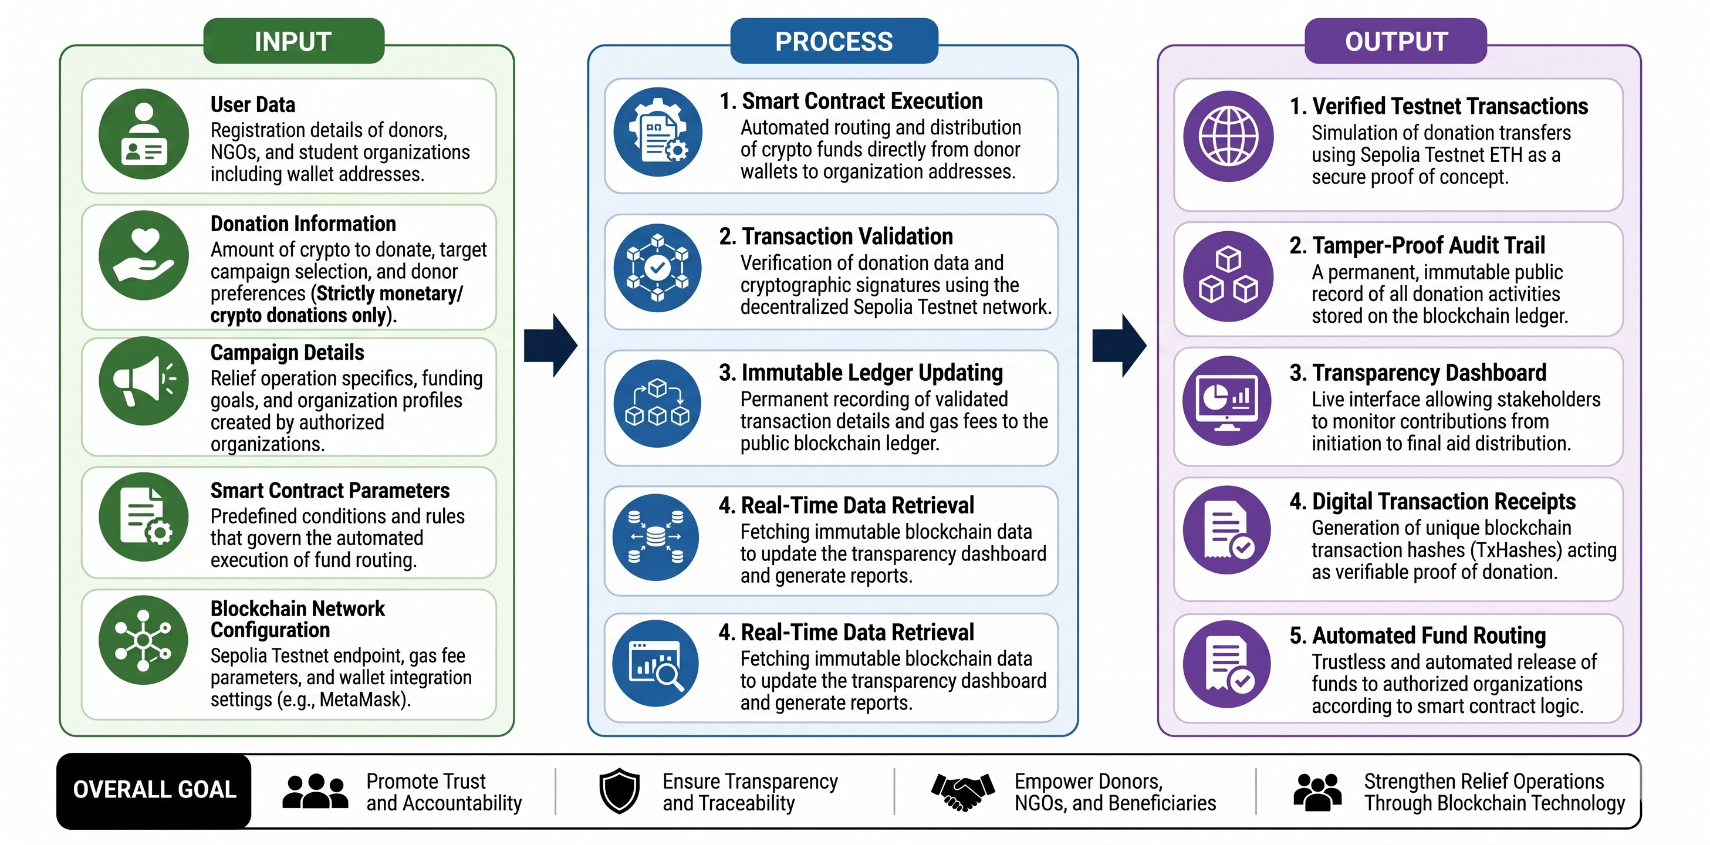 INPUT
User Data
Registration details of donors,
NGOs, and student organizations
including wallet addresses.
Donation Information
Amount of crypto to donate, target
campaign selection, and donor
preferences (Strictly monetary/
crypto donations only).
Campaign Details
Relief operation specifics, funding
goals, and organization profiles
created by authorized
organizations.
Smart Contract Parameters
Predefined conditions and rules
that govern the automated
execution of fund routing.
Blockchain Network
Configuration
Sepolia Testnet endpoint, gas fee
parameters, and wallet integration
settings (e.g., MetaMask).
PROCESS
1. Smart Contract Execution
Automated routing and distribution
of crypto funds directly from donor
wallets to organization addresses.
2. Transaction Validation
Verification of donation data and
cryptographic signatures using the
decentralized Sepolia Testnet network.
3. Immutable Ledger Updating
Permanent recording of validated
transaction details and gas fees to the
public blockchain ledger.
4. Real-Time Data Retrieval
Fetching immutable blockchain data
to update the transparency dashboard
and generate reports.
4. Real-Time Data Retrieval
Fetching immutable blockchain data
to update the transparency dashboard
and generate reports.
OUTPUT
1. Verified Testnet Transactions
Simulation of donation transfers
using Sepolia Testnet ETH as a
secure proof of concept.
2. Tamper-Proof Audit Trail
A permanent, immutable public
record of all donation activities
stored on the blockchain ledger.
3. Transparency Dashboard
Live interface allowing stakeholders
to monitor contributions from
initiation to final aid distribution.
4. Digital Transaction Receipts
Generation of unique blockchain
transaction hashes (TxHashes) acting
as verifiable proof of donation.
5. Automated Fund Routing
Trustless and automated release of
funds to authorized organizations
according to smart contract logic.
OVERALL GOAL
Promote Trust
and Accountability
Ensure Transparency
and Traceability
Empower Donors,
NGOs, and Beneficiaries
Strengthen Relief Operations
Through Blockchain Technology